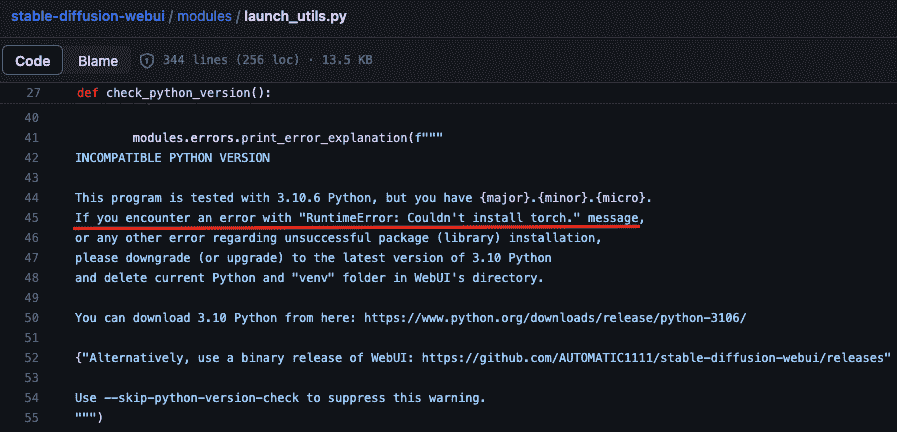 stable-diffusion-webui / modules / launch_utils.py
Code Blame 344 lines (256 loc) · 13.5 KB
27 def check_python_version():
40
41 modules.errors.print_error_explanation(f"""
42 INCOMPATIBLE PYTHON VERSION
43
44 This program is tested with 3.10.6 Python, but you have {major}.{minor}.{micro}.
45 If you encounter an error with "RuntimeError: Couldn't install torch." message,
46 or any other error regarding unsuccessful package (library) installation,
47 please downgrade (or upgrade) to the latest version of 3.10 Python
48 and delete current Python and "venv" folder in WebUI's directory.
49
50 You can download 3.10 Python from here: https://www.python.org/downloads/release/python-3106/
51
52 {"Alternatively, use a binary release of WebUI: https://github.com/AUTOMATIC1111/stable-diffusion-webui/releases"
53
54 Use --skip-python-version-check to suppress this warning.
55 """)